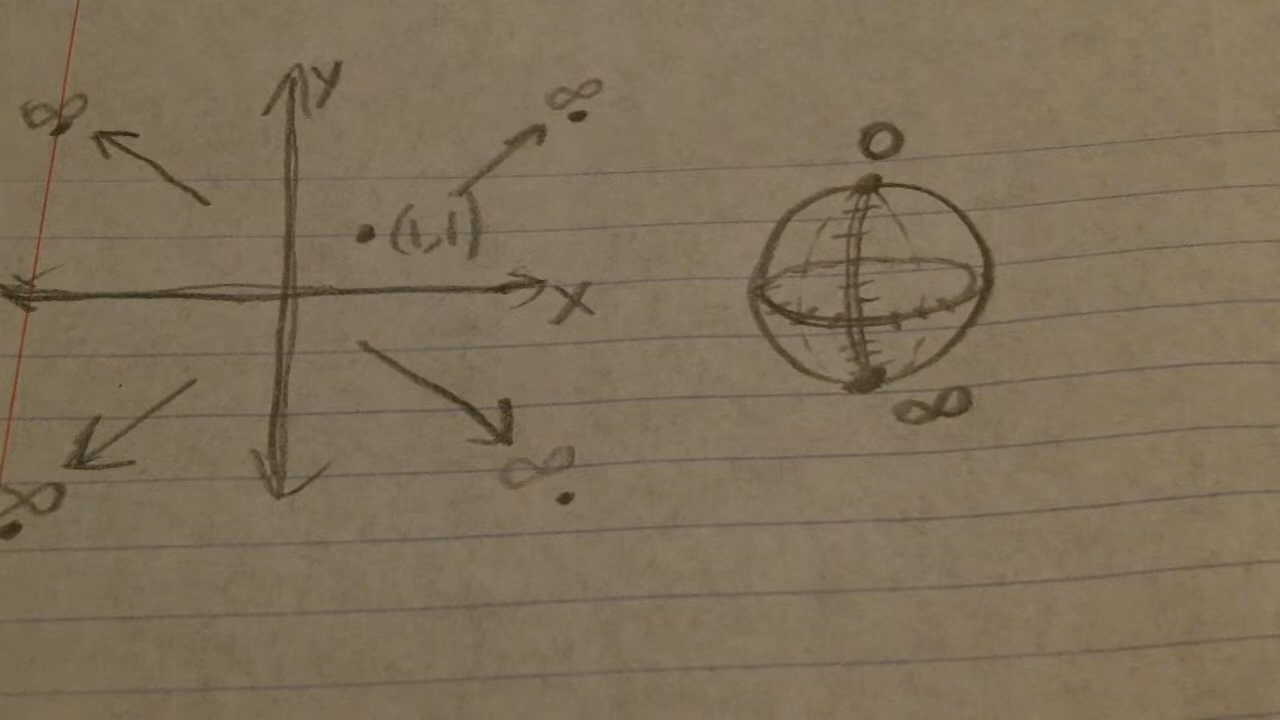 y
∞ ∞
(1,1)
x
∞ ∞
0
∞